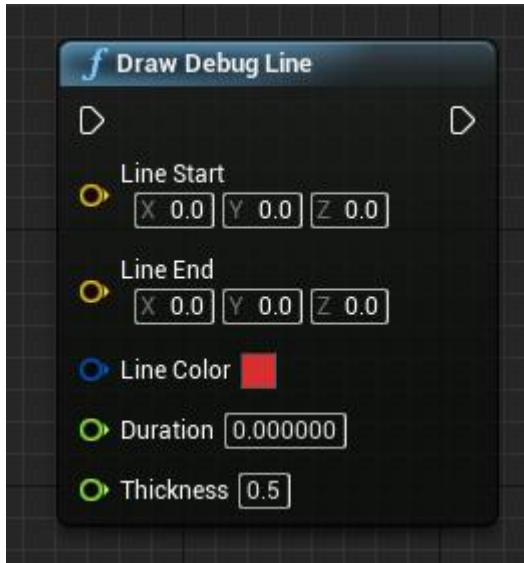 f Draw Debug Line
Line Start
X 0.0 Y 0.0 Z 0.0
Line End
X 0.0 Y 0.0 Z 0.0
Line Color
Duration 0.000000
Thickness 0.5